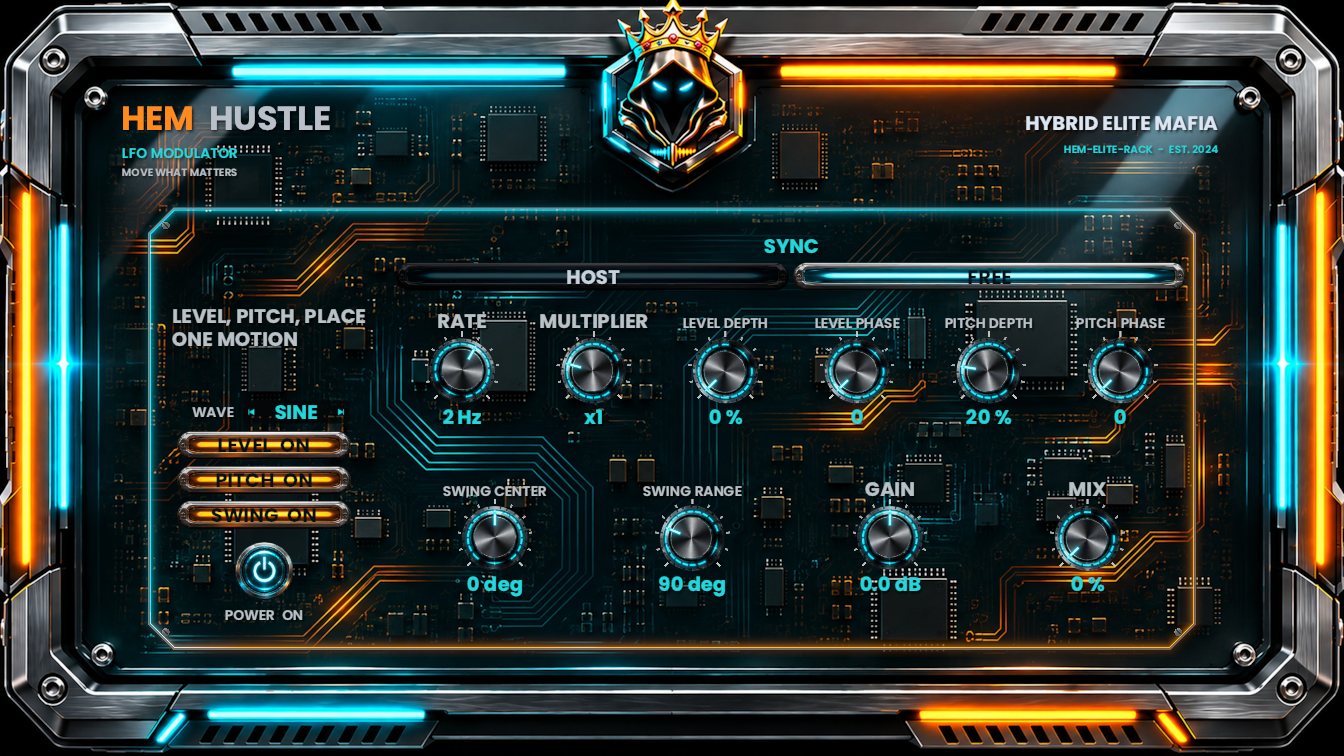 HEM HUSTLE
LFO MODULATOR
MOVE WHAT MATTERS
HYBRID ELITE MAFIA
HEM-ELITE-RACK - EST. 2024
SYNC
HOST
FREE
LEVEL, PITCH, PLACE
ONE MOTION
WAVE SINE
LEVEL ON
PITCH ON
SWING ON
POWER ON
RATE
2 Hz
MULTIPLIER
x1
LEVEL DEPTH
0 %
LEVEL PHASE
0
PITCH DEPTH
20 %
PITCH PHASE
0
SWING CENTER
0 deg
SWING RANGE
90 deg
GAIN
0.0 dB
MIX
0 %